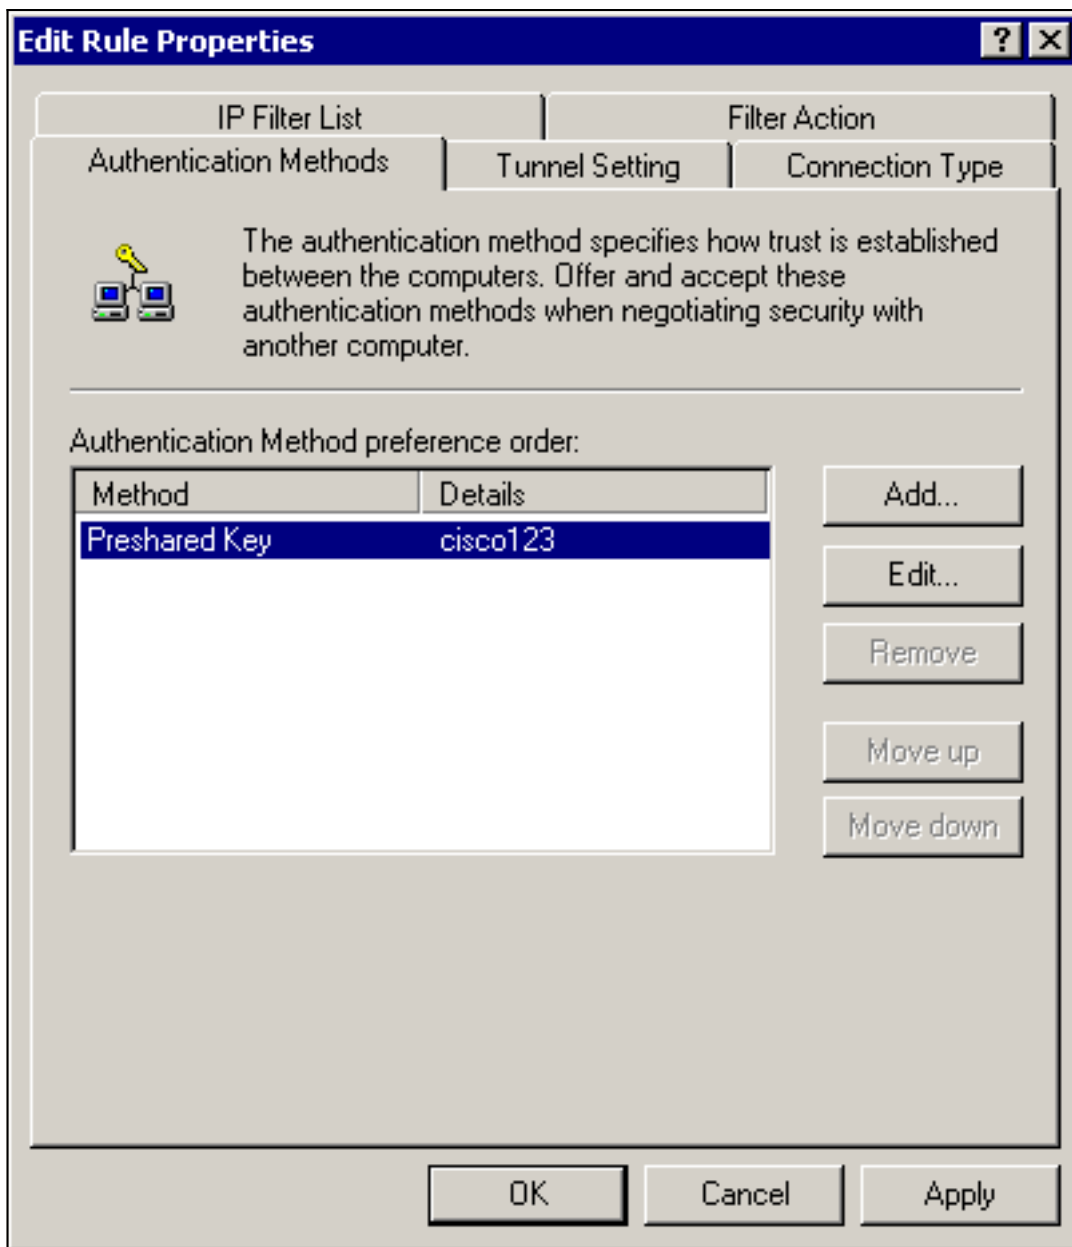 Edit Rule Properties
IP Filter List
Filter Action
Authentication Methods
Tunnel Setting
Connection Type
The authentication method specifies how trust is established
between the computers. Offer and accept these
authentication methods when negotiating security with
another computer.
Authentication Method preference order:
Method
Details
Preshared Key
cisco123
Add...
Edit...
Remove
Move up
Move down
OK
Cancel
Apply